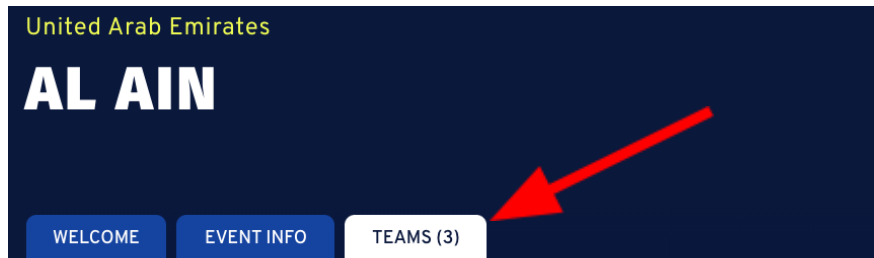 United Arab Emirates
AL AIN
WELCOME EVENT INFO TEAMS (3)